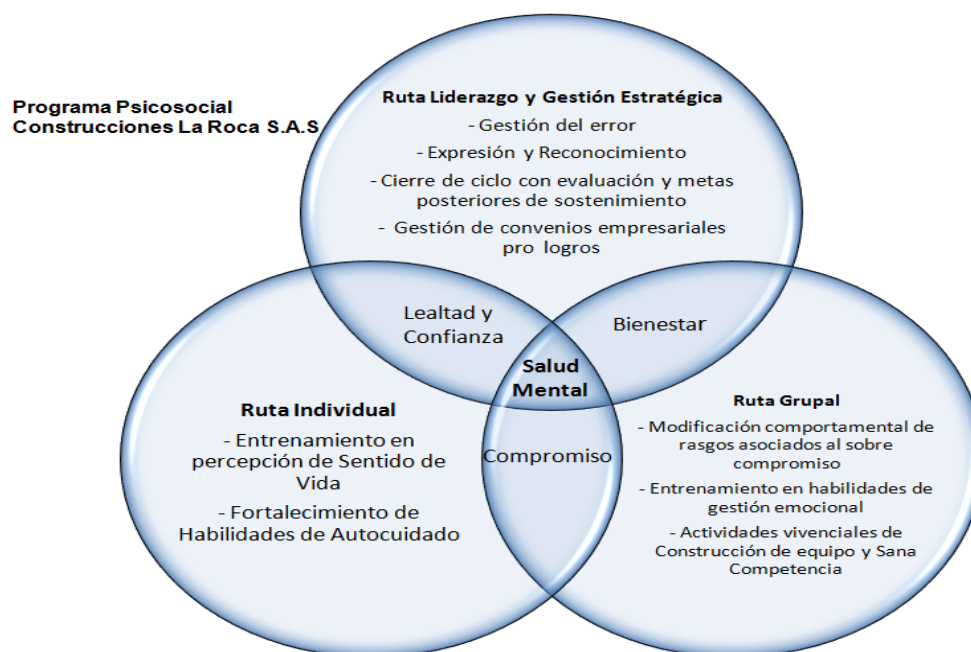 Programa Psicosocial
Construcciones La Roca S.A.S
Ruta Liderazgo y Gestión Estratégica
- Gestión del error
- Expresión y Reconocimiento
- Cierre de ciclo con evaluación y metas
posteriores de sostenimiento
- Gestión de convenios empresariales
pro logros
Lealtad y
Confianza
Bienestar
Salud
Mental
Ruta Individual
- Entrenamiento en
percepción de Sentido de
Vida
- Fortalecimiento de
Habilidades de Autocuidado
Compromiso
Ruta Grupal
- Modificación comportamental de
rasgos asociados al sobre
compromiso
- Entrenamiento en habilidades de
gestión emocional
- Actividades vivenciales de
Construcción de equipo y Sana
Competencia